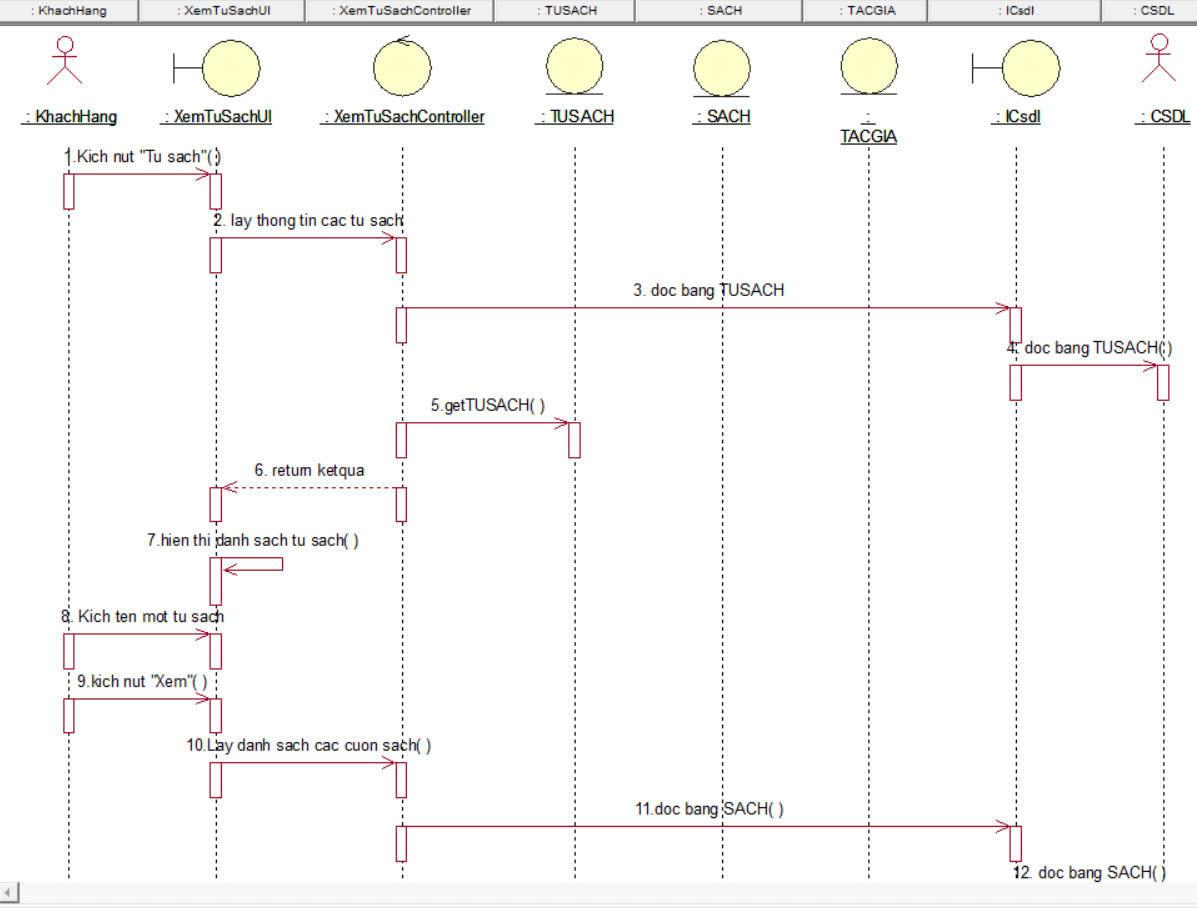 : KhachHang
: XemTuSachUI
: XemTuSachController
: TUSACH
: SACH
: TACGIA
: ICsdl
: CSDL
: KhachHang
: XemTuSachUI
: XemTuSachController
: TUSACH
: SACH
:
TACGIA
: ICsdl
: CSDL
1.Kich nut "Tu sach"( )
2. lay thong tin cac tu sach
3. doc bang TUSACH
4. doc bang TUSACH( )
5.getTUSACH( )
6. return ketqua
7.hien thi danh sach tu sach( )
8. Kich ten mot tu sach
9.kich nut "Xem"( )
10.Lay danh sach cac cuon sach( )
11.doc bang SACH( )
12. doc bang SACH( )